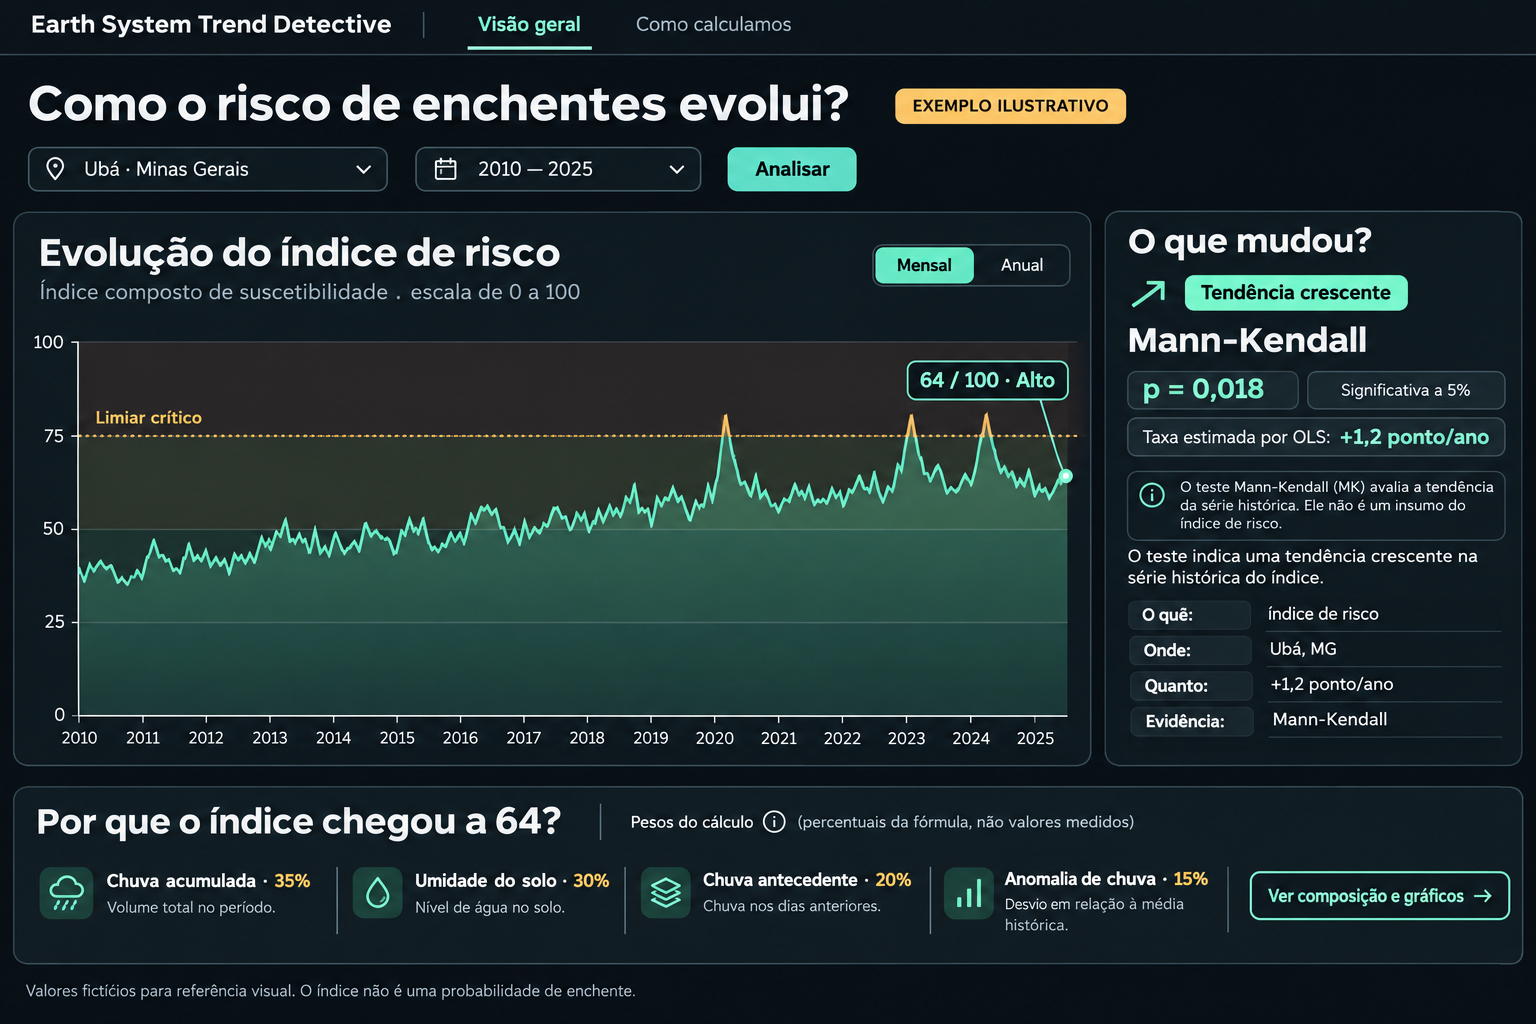 Earth System Trend Detective
Visão geral
Como calculamos
Como o risco de enchentes evolui?
EXEMPLO ILUSTRATIVO
Ubá · Minas Gerais
2010 — 2025
Analisar
Evolução do índice de risco
Índice composto de suscetibilidade . escala de 0 a 100
Mensal
Anual
100
75
50
25
0
Limiar crítico
64 / 100 · Alto
2010 2011 2012 2013 2014 2015 2016 2017 2018 2019 2020 2021 2022 2023 2024 2025
O que mudou?
Tendência crescente
Mann-Kendall
p = 0,018
Significativa a 5%
Taxa estimada por OLS: +1,2 ponto/ano
O teste Mann-Kendall (MK) avalia a tendência
da série histórica. Ele não é um insumo do
índice de risco.
O teste indica uma tendência crescente na
série histórica do índice.
O quê: índice de risco
Onde: Ubá, MG
Quanto: +1,2 ponto/ano
Evidência: Mann-Kendall
Por que o índice chegou a 64?
Pesos do cálculo (percentuais da fórmula, não valores medidos)
Chuva acumulada · 35%
Volume total no período.
Umidade do solo · 30%
Nível de água no solo.
Chuva antecedente · 20%
Chuva nos dias anteriores.
Anomalia de chuva · 15%
Desvio em relação à média
histórica.
Ver composição e gráficos →
Valores fictícios para referência visual. O índice não é uma probabilidade de enchente.